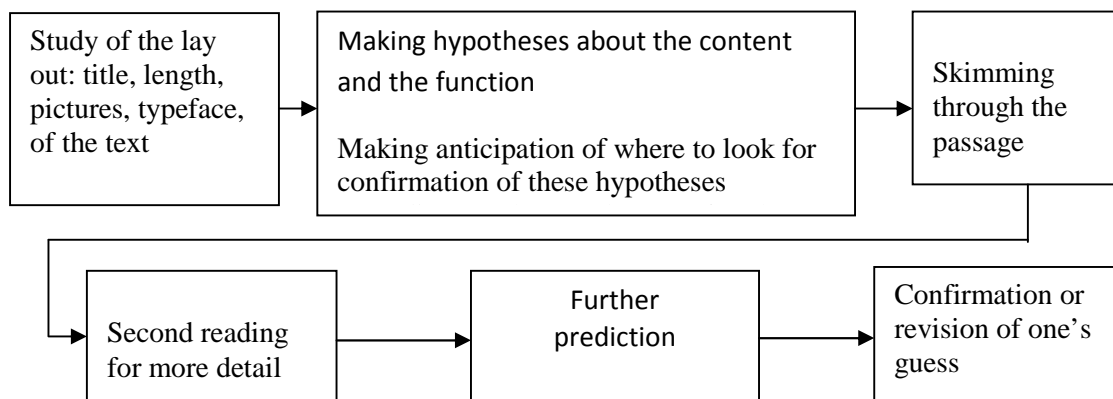 Study of the lay
out: title, length,
pictures, typeface,
of the text
Making hypotheses about the content
and the function
Making anticipation of where to look for
confirmation of these hypotheses
Skimming
through the
passage
Second reading
for more detail
Further
prediction
Confirmation or
revision of one’s
guess